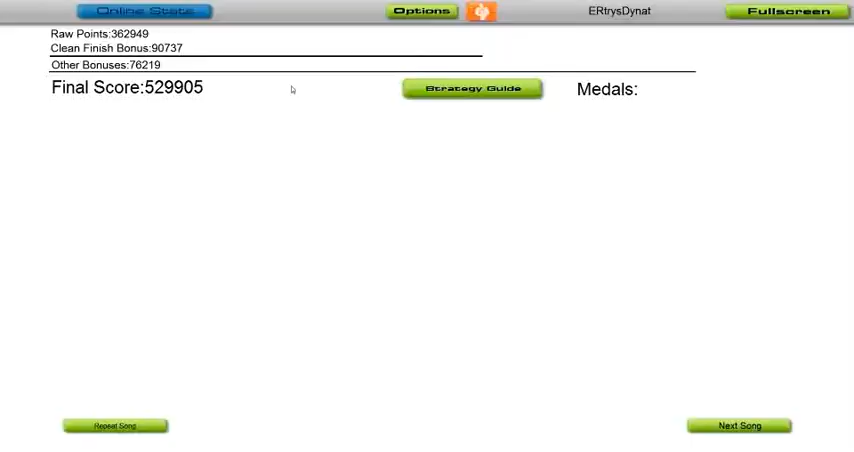 Online Stats Options ERtrysDynat Fullscreen
Raw Points:362949
Clean Finish Bonus:90737
Other Bonuses:76219
Final Score:529905 Strategy Guide Medals:
Repeat Song Next Song